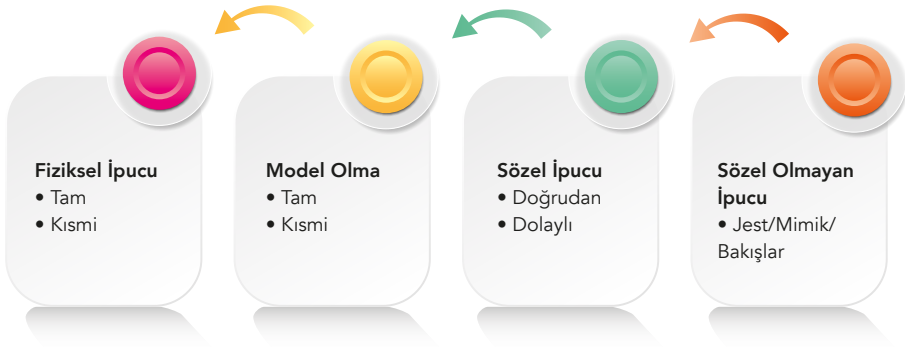 Fiziksel İpucu
• Tam
• Kısmi
Model Olma
• Tam
• Kısmi
Sözel İpucu
• Doğrudan
• Dolaylı
Sözel Olmayan
İpucu
• Jest/Mimik/
Bakışlar